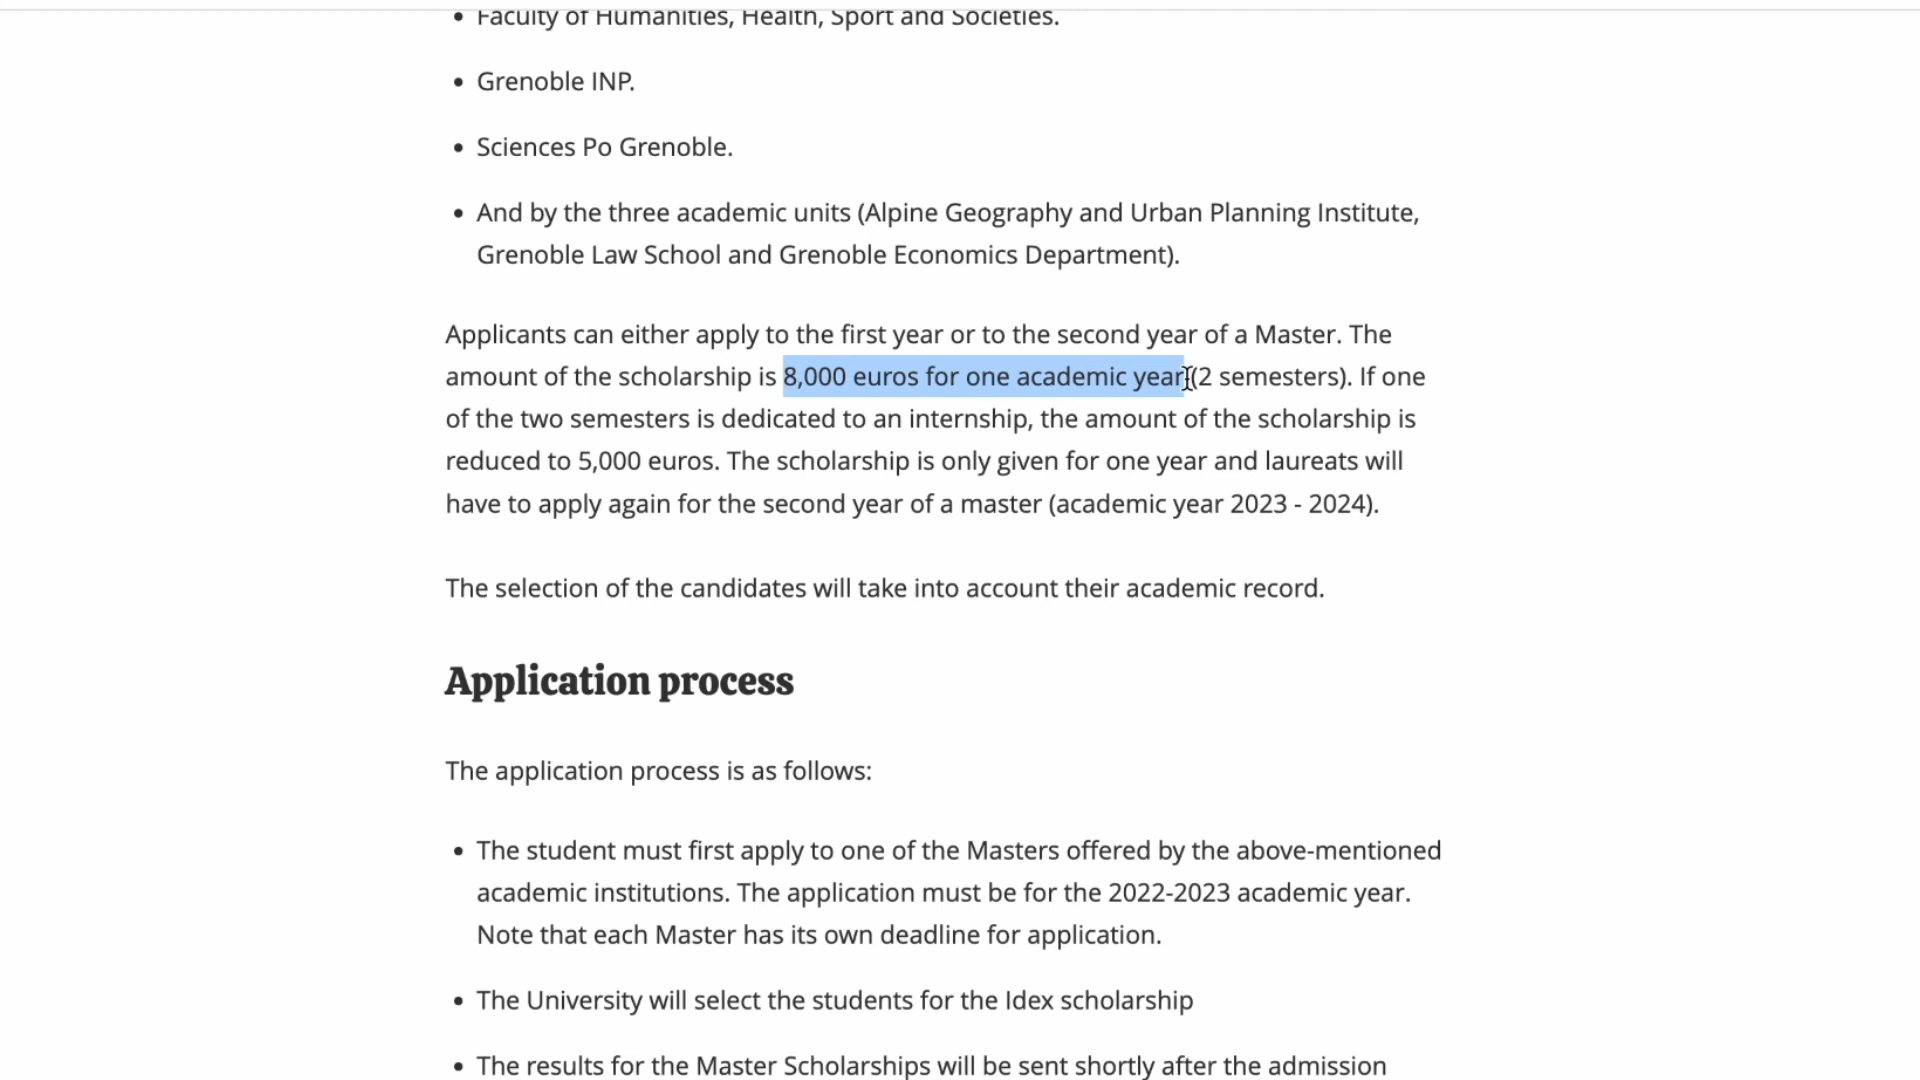 • Faculty of Humanities, Health, Sport and Societies.
• Grenoble INP.
• Sciences Po Grenoble.
• And by the three academic units (Alpine Geography and Urban Planning Institute,
Grenoble Law School and Grenoble Economics Department).
Applicants can either apply to the first year or to the second year of a Master. The
amount of the scholarship is 8,000 euros for one academic year (2 semesters). If one
of the two semesters is dedicated to an internship, the amount of the scholarship is
reduced to 5,000 euros. The scholarship is only given for one year and laureats will
have to apply again for the second year of a master (academic year 2023 - 2024).
The selection of the candidates will take into account their academic record.
Application process
The application process is as follows:
• The student must first apply to one of the Masters offered by the above-mentioned
academic institutions. The application must be for the 2022-2023 academic year.
Note that each Master has its own deadline for application.
• The University will select the students for the Idex scholarship
• The results for the Master Scholarships will be sent shortly after the admission